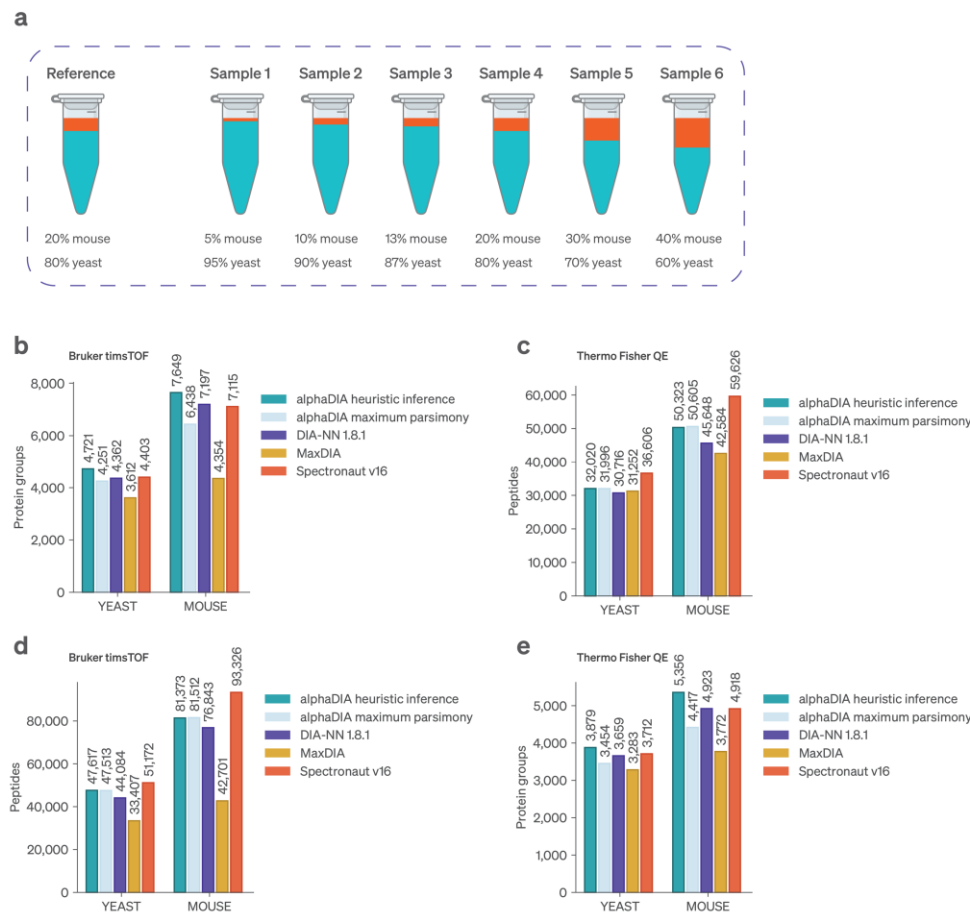 a
Reference Sample 1 Sample 2 Sample 3 Sample 4 Sample 5 Sample 6
20% mouse 5% mouse 10% mouse 13% mouse 20% mouse 30% mouse 40% mouse
80% yeast 95% yeast 90% yeast 87% yeast 80% yeast 70% yeast 60% yeast
b
Bruker timsTOF
Protein groups
8,000
6,000
4,000
2,000
0
4,721
4,251
4,362
3,612
4,403
7,649
6,438
7,197
4,354
7,115
YEAST MOUSE
alphaDIA heuristic inference
alphaDIA maximum parsimony
DIA-NN 1.8.1
MaxDIA
Spectronaut v16
c
Thermo Fisher QE
Peptides
60,000
50,000
40,000
30,000
20,000
10,000
0
32,020
31,996
30,716
31,252
36,606
50,323
50,605
45,648
42,584
59,626
YEAST MOUSE
alphaDIA heuristic inference
alphaDIA maximum parsimony
DIA-NN 1.8.1
MaxDIA
Spectronaut v16
d
Bruker timsTOF
Peptides
80,000
60,000
40,000
20,000
0
47,617
47,513
44,084
33,407
51,172
81,373
81,512
76,843
42,701
93,326
YEAST MOUSE
alphaDIA heuristic inference
alphaDIA maximum parsimony
DIA-NN 1.8.1
MaxDIA
Spectronaut v16
e
Thermo Fisher QE
Protein groups
5,000
4,000
3,000
2,000
1,000
0
3,879
3,454
3,659
3,283
3,712
5,356
4,417
4,923
3,772
4,918
YEAST MOUSE
alphaDIA heuristic inference
alphaDIA maximum parsimony
DIA-NN 1.8.1
MaxDIA
Spectronaut v16